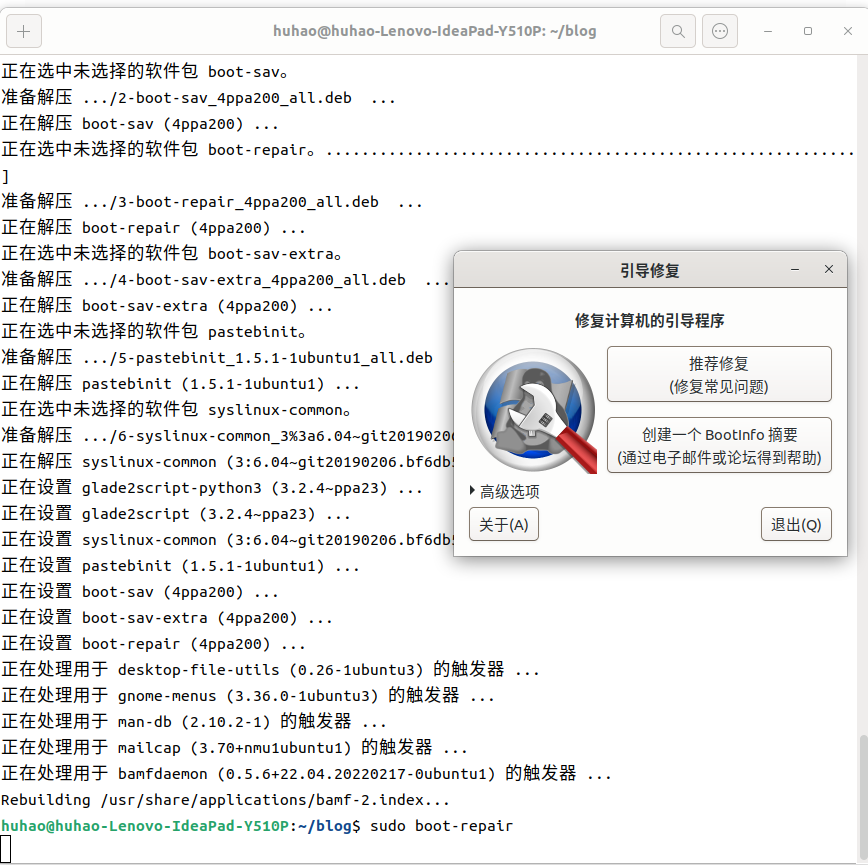 huhao@huhao-Lenovo-IdeaPad-Y510P: ~/blog
正在选中未选择的软件包 boot-sav。
准备解压 .../2-boot-sav_4ppa200_all.deb  ...
正在解压 boot-sav (4ppa200) ...
正在选中未选择的软件包 boot-repair。...........................................................
]
准备解压 .../3-boot-repair_4ppa200_all.deb  ...
正在解压 boot-repair (4ppa200) ...
正在选中未选择的软件包 boot-sav-extra。
准备解压 .../4-boot-sav-extra_4ppa200_all.deb  ...
正在解压 boot-sav-extra (4ppa200) ...
正在选中未选择的软件包 pastebinit。
准备解压 .../5-pastebinit_1.5.1-1ubuntu1_all.deb
正在解压 pastebinit (1.5.1-1ubuntu1) ...
正在选中未选择的软件包 syslinux-common。
准备解压 .../6-syslinux-common_3%3a6.04~git2019020
正在解压 syslinux-common (3:6.04~git20190206.bf6db5
正在设置 glade2script-python3 (3.2.4~ppa23) ...
正在设置 glade2script (3.2.4~ppa23) ...
正在设置 syslinux-common (3:6.04~git20190206.bf6db5
正在设置 pastebinit (1.5.1-1ubuntu1) ...
正在设置 boot-sav (4ppa200) ...
正在设置 boot-sav-extra (4ppa200) ...
正在设置 boot-repair (4ppa200) ...
正在处理用于 desktop-file-utils (0.26-1ubuntu3) 的触发器 ...
正在处理用于 gnome-menus (3.36.0-1ubuntu3) 的触发器 ...
正在处理用于 man-db (2.10.2-1) 的触发器 ...
正在处理用于 mailcap (3.70+nmu1ubuntu1) 的触发器 ...
正在处理用于 bamfdaemon (0.5.6+22.04.20220217-0ubuntu1) 的触发器 ...
Rebuilding /usr/share/applications/bamf-2.index...
huhao@huhao-Lenovo-IdeaPad-Y510P:~/blog$ sudo boot-repair
引导修复
修复计算机的引导程序
推荐修复
(修复常见问题)
创建一个 BootInfo 摘要
(通过电子邮件或论坛得到帮助)
高级选项
关于(A)
退出(Q)